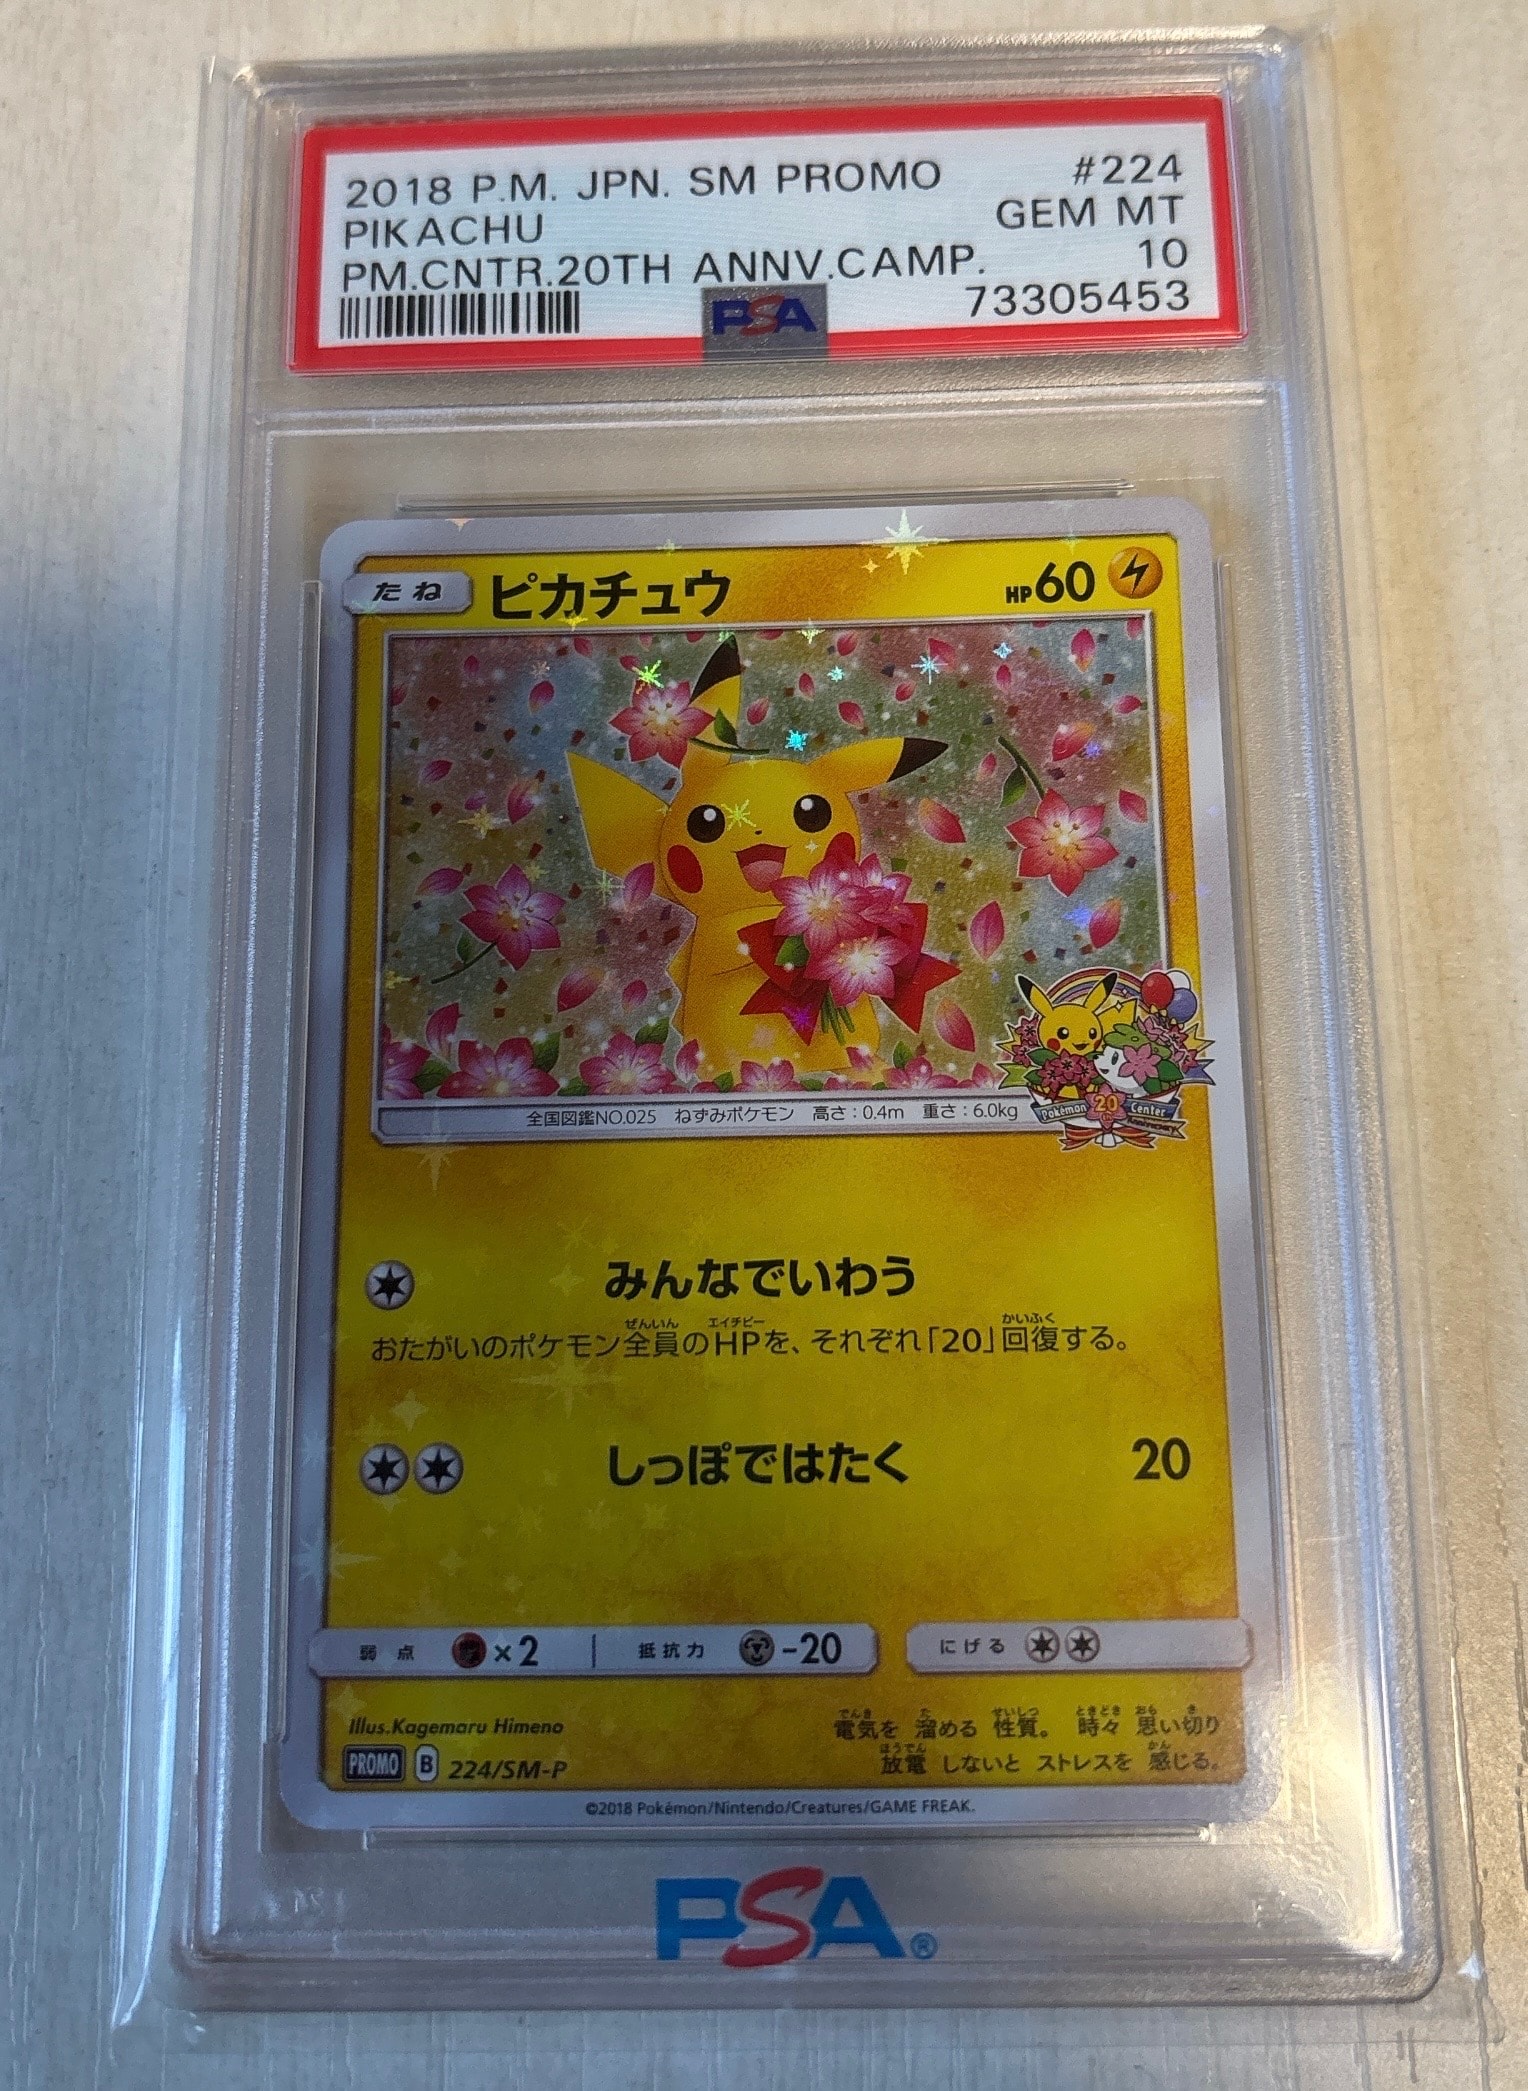 2018 P.M. JPN. SM PROMO #224
PIKACHU GEM MT
PM.CNTR.20TH ANNV.CAMP. 10
PSA 73305453
たね ピカチュウ HP60
Pokémon 20th Center
Anniversary
全国図鑑NO.025 ねずみポケモン 高さ:0.4m 重さ:6.0kg
みんなでいわう
ぜんいん エイチピー かいふく
おたがいのポケモン全員のHPを、それぞれ「20」回復する。
しっぽではたく 20
弱点 ×2 抵抗力 -20 にげる
Illus.Kagemaru Himeno
でんき た せいしつ ときどき おも き
電気を 溜める 性質。 時々 思い切り
ほうでん かん
放電 しないと ストレスを 感じる。
PROMO B 224/SM-P
©2018 Pokémon/Nintendo/Creatures/GAME FREAK.
PSA®